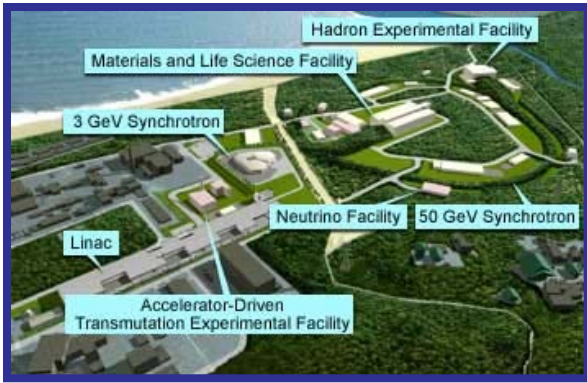 Hadron Experimental Facility
Materials and Life Science Facility
3 GeV Synchrotron
Neutrino Facility
50 GeV Synchrotron
Linac
Accelerator-Driven
Transmutation Experimental Facility